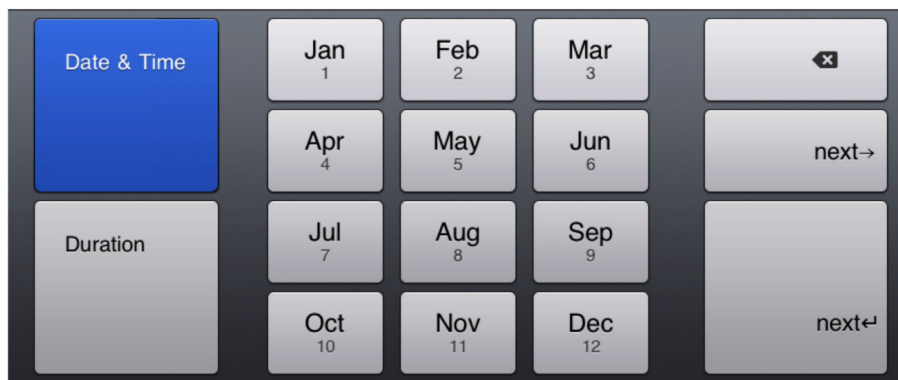 Date & Time
Jan
1
Feb
2
Mar
3
Apr
4
May
5
Jun
6
next→
Duration
Jul
7
Aug
8
Sep
9
Oct
10
Nov
11
Dec
12
next↵